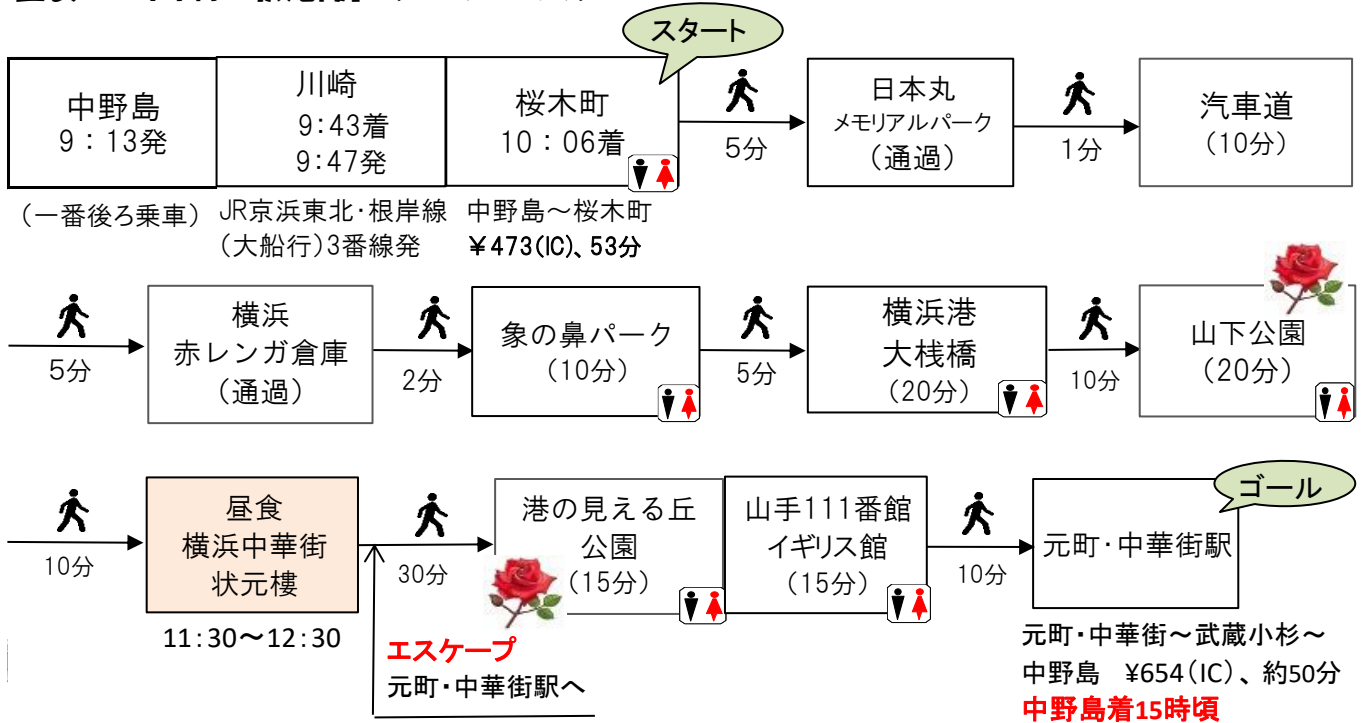 スタート
中野島
9：13発
川崎
9:43着
9:47発
桜木町
10：06着
5分
日本丸
メモリアルパーク
（通過）
1分
汽車道
（10分）
（一番後ろ乗車）
JR京浜東北・根岸線
（大船行）3番線発
中野島～桜木町
￥473(IC)、53分
5分
横浜
赤レンガ倉庫
（通過）
2分
象の鼻パーク
（10分）
5分
横浜港
大桟橋
（20分）
10分
山下公園
（20分）
10分
昼食
横浜中華街
状元樓
11:30～12:30
エスケープ
元町・中華街駅へ
30分
港の見える丘
公園
（15分）
山手111番館
イギリス館
（15分）
10分
ゴール
元町・中華街駅
元町・中華街～武蔵小杉～
中野島　¥654（IC）、約50分
中野島着15時頃